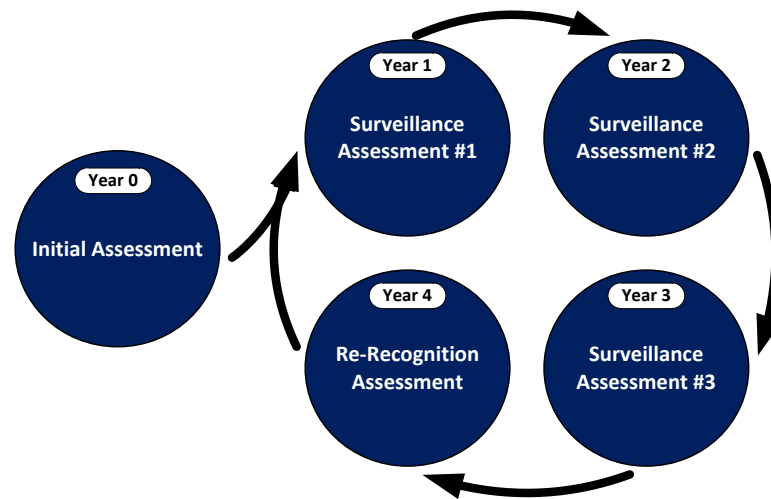 Year 0
Initial Assessment
Year 1
Surveillance
Assessment #1
Year 2
Surveillance
Assessment #2
Year 3
Surveillance
Assessment #3
Year 4
Re-Recognition
Assessment